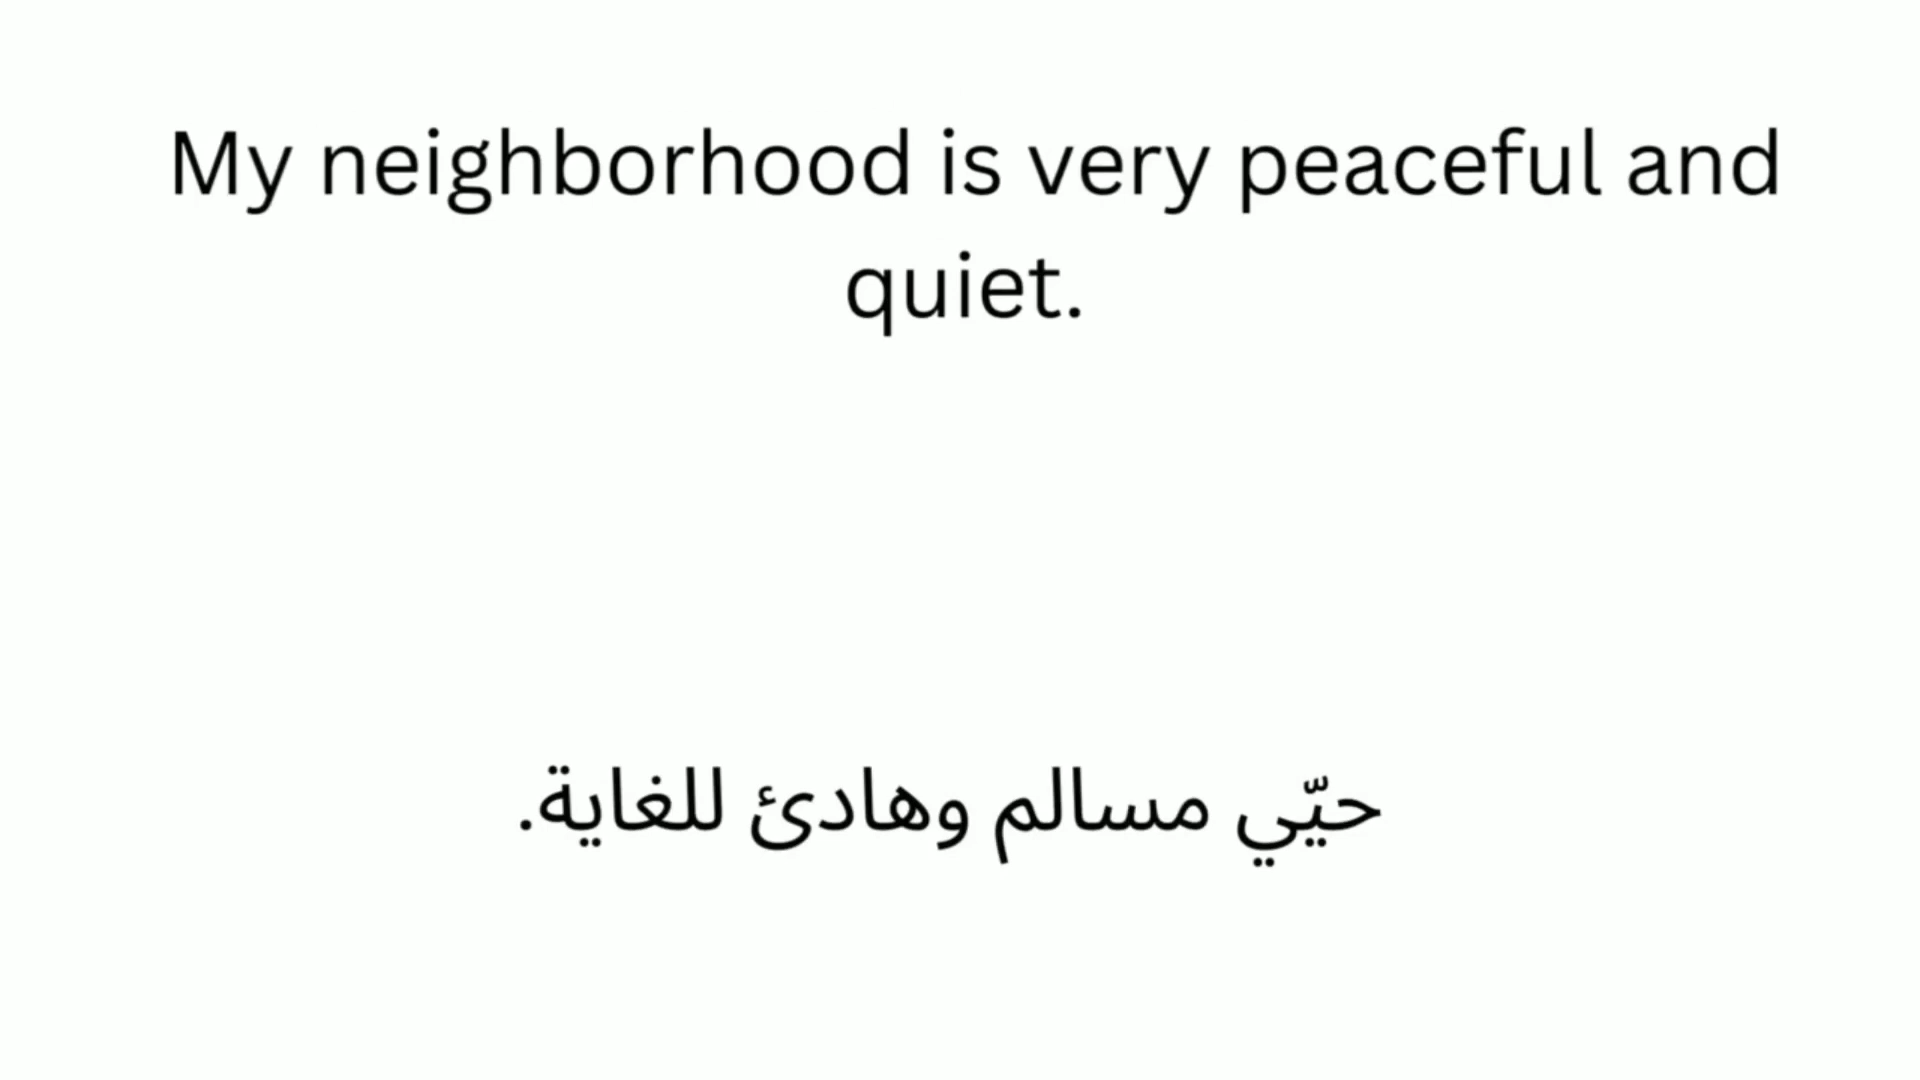 My neighborhood is very peaceful and
quiet.
حيّي مسالم وهادئ للغاية.